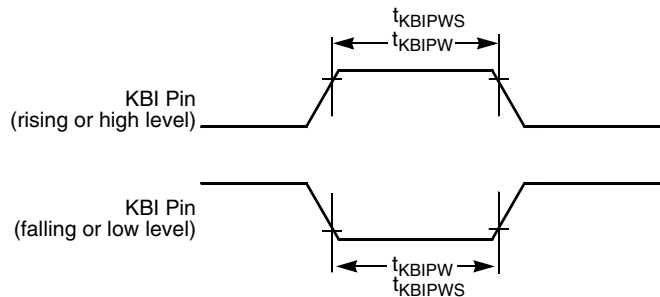 tKBIPWS
tKBIPW
KBI Pin
(rising or high level)
KBI Pin
(falling or low level)
tKBIPW
tKBIPWS